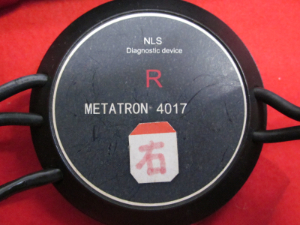 NLS
Diagnostic device
R
METATRON 4017
右